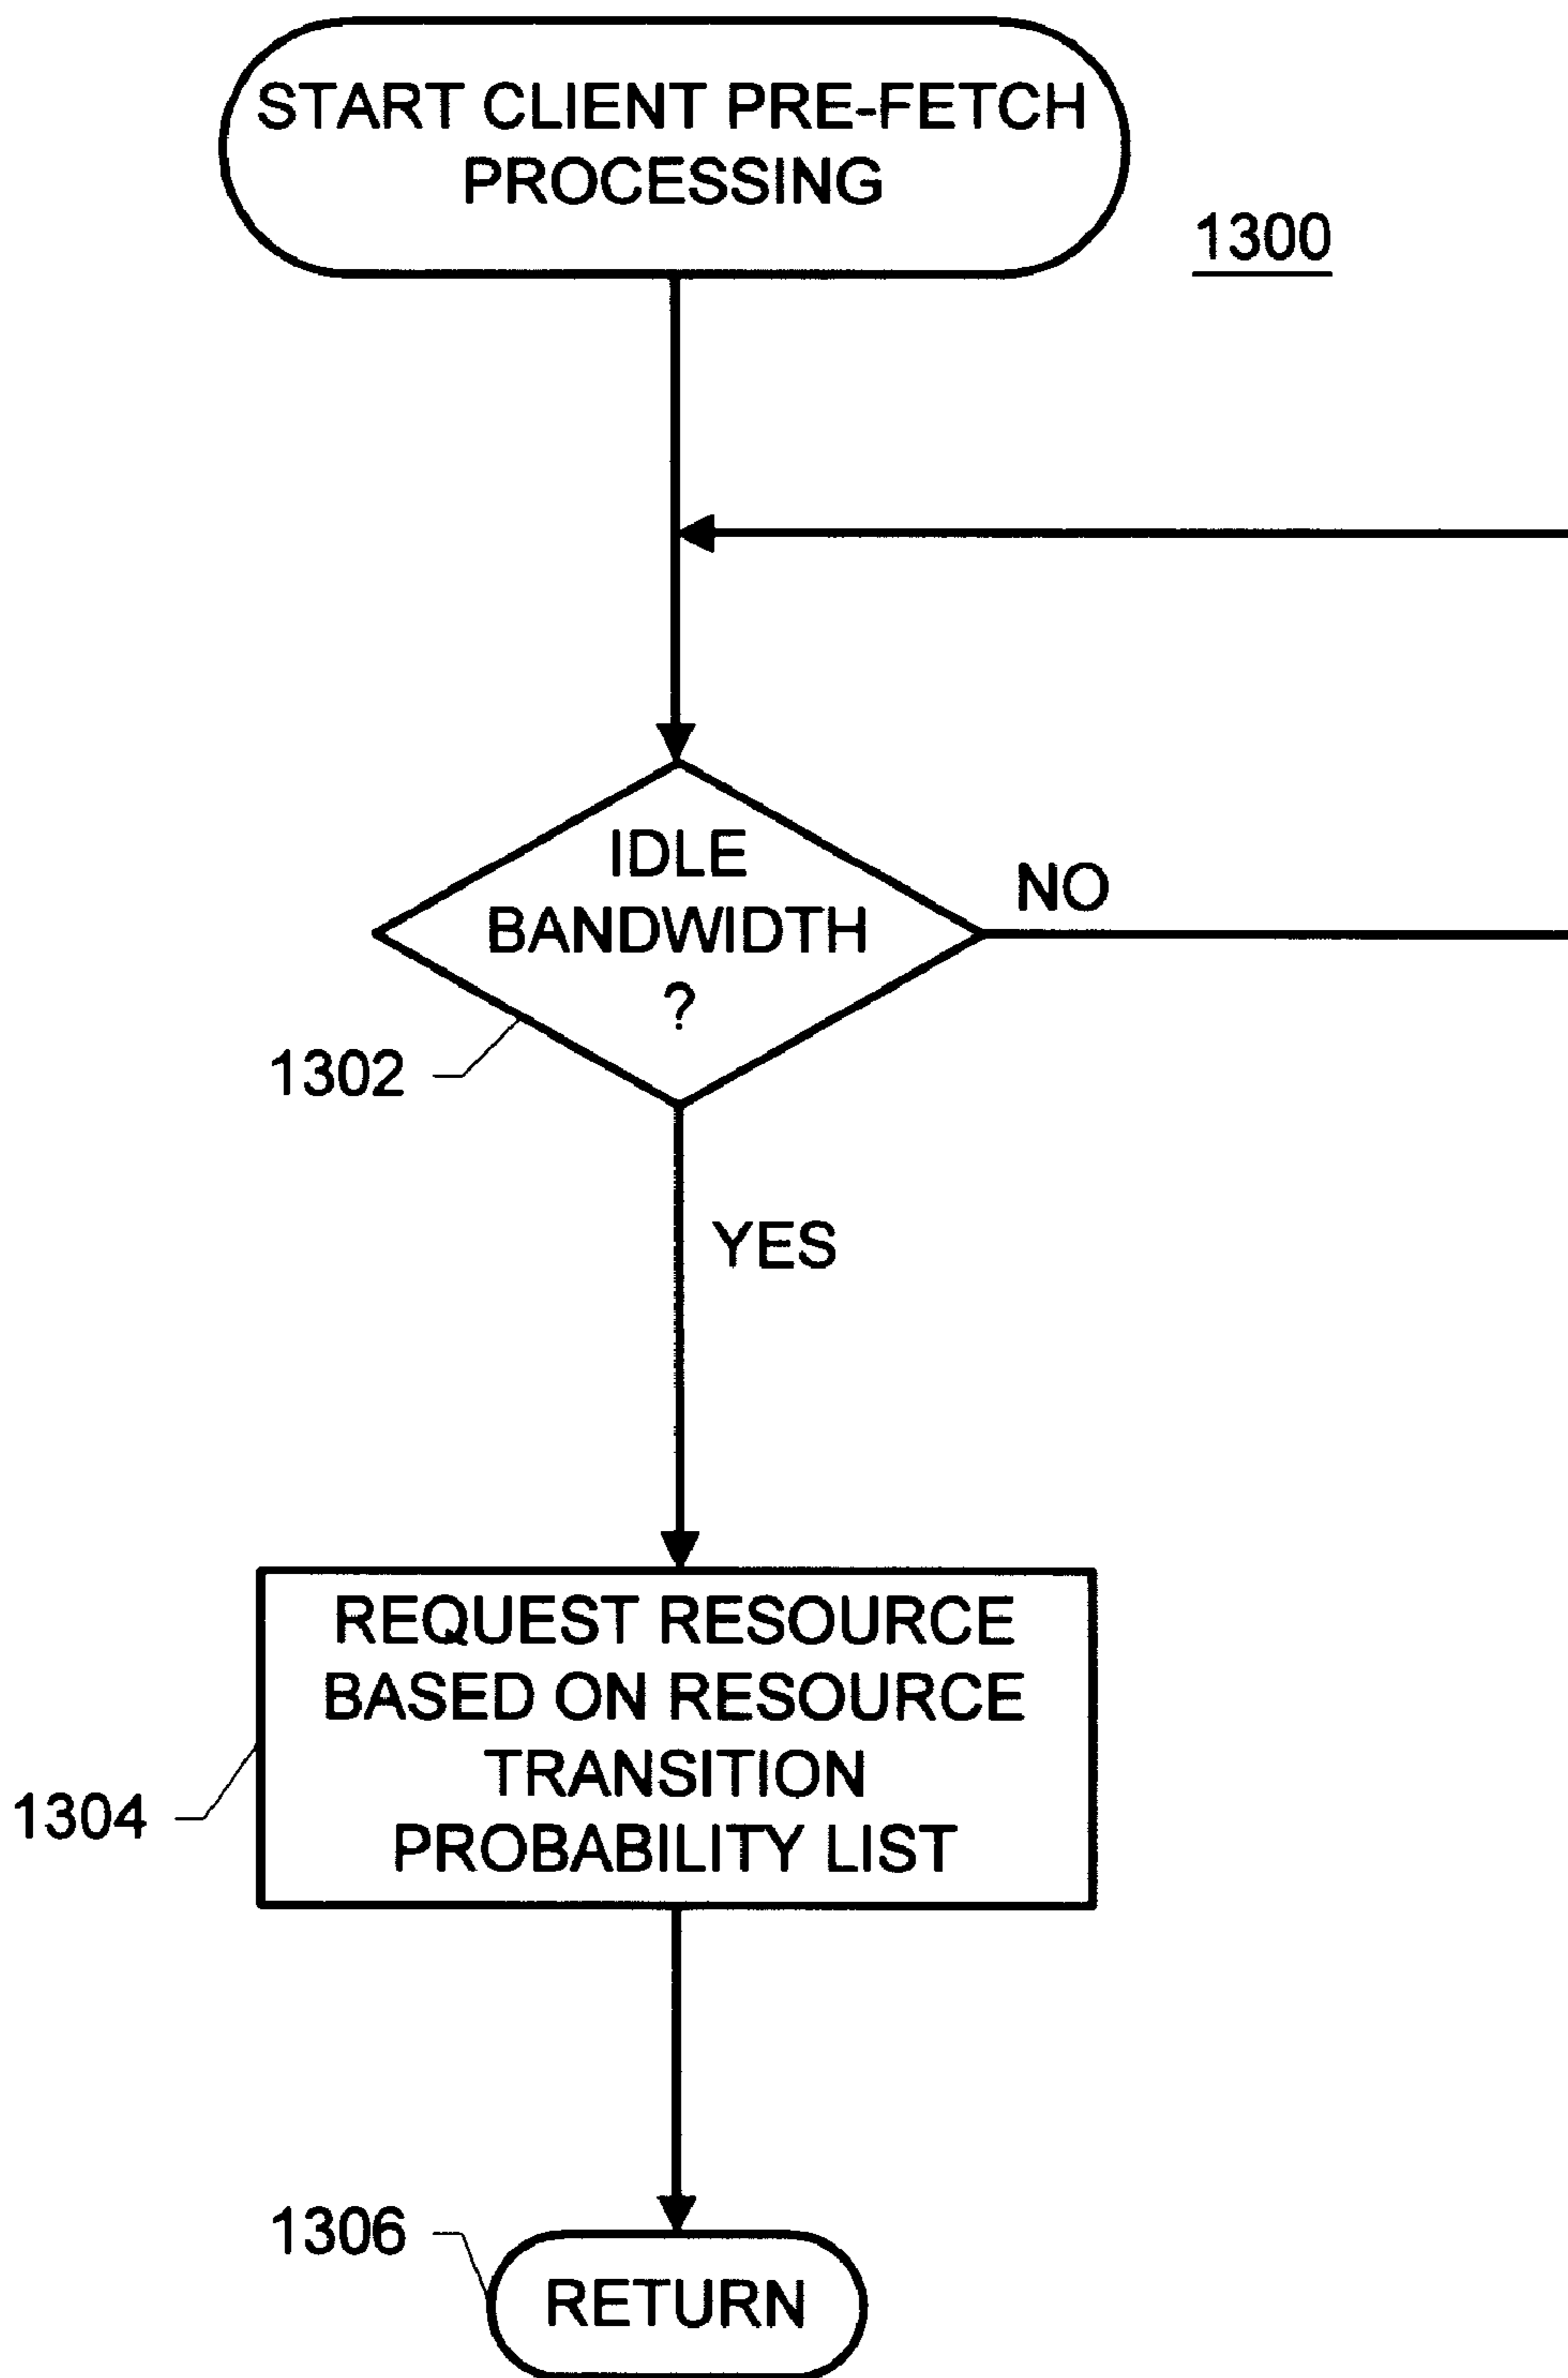 START CLIENT PRE-FETCH
PROCESSING
1300
IDLE
BANDWIDTH
?
NO
1302
YES
REQUEST RESOURCE
BASED ON RESOURCE
TRANSITION
PROBABILITY LIST
1304
1306
RETURN